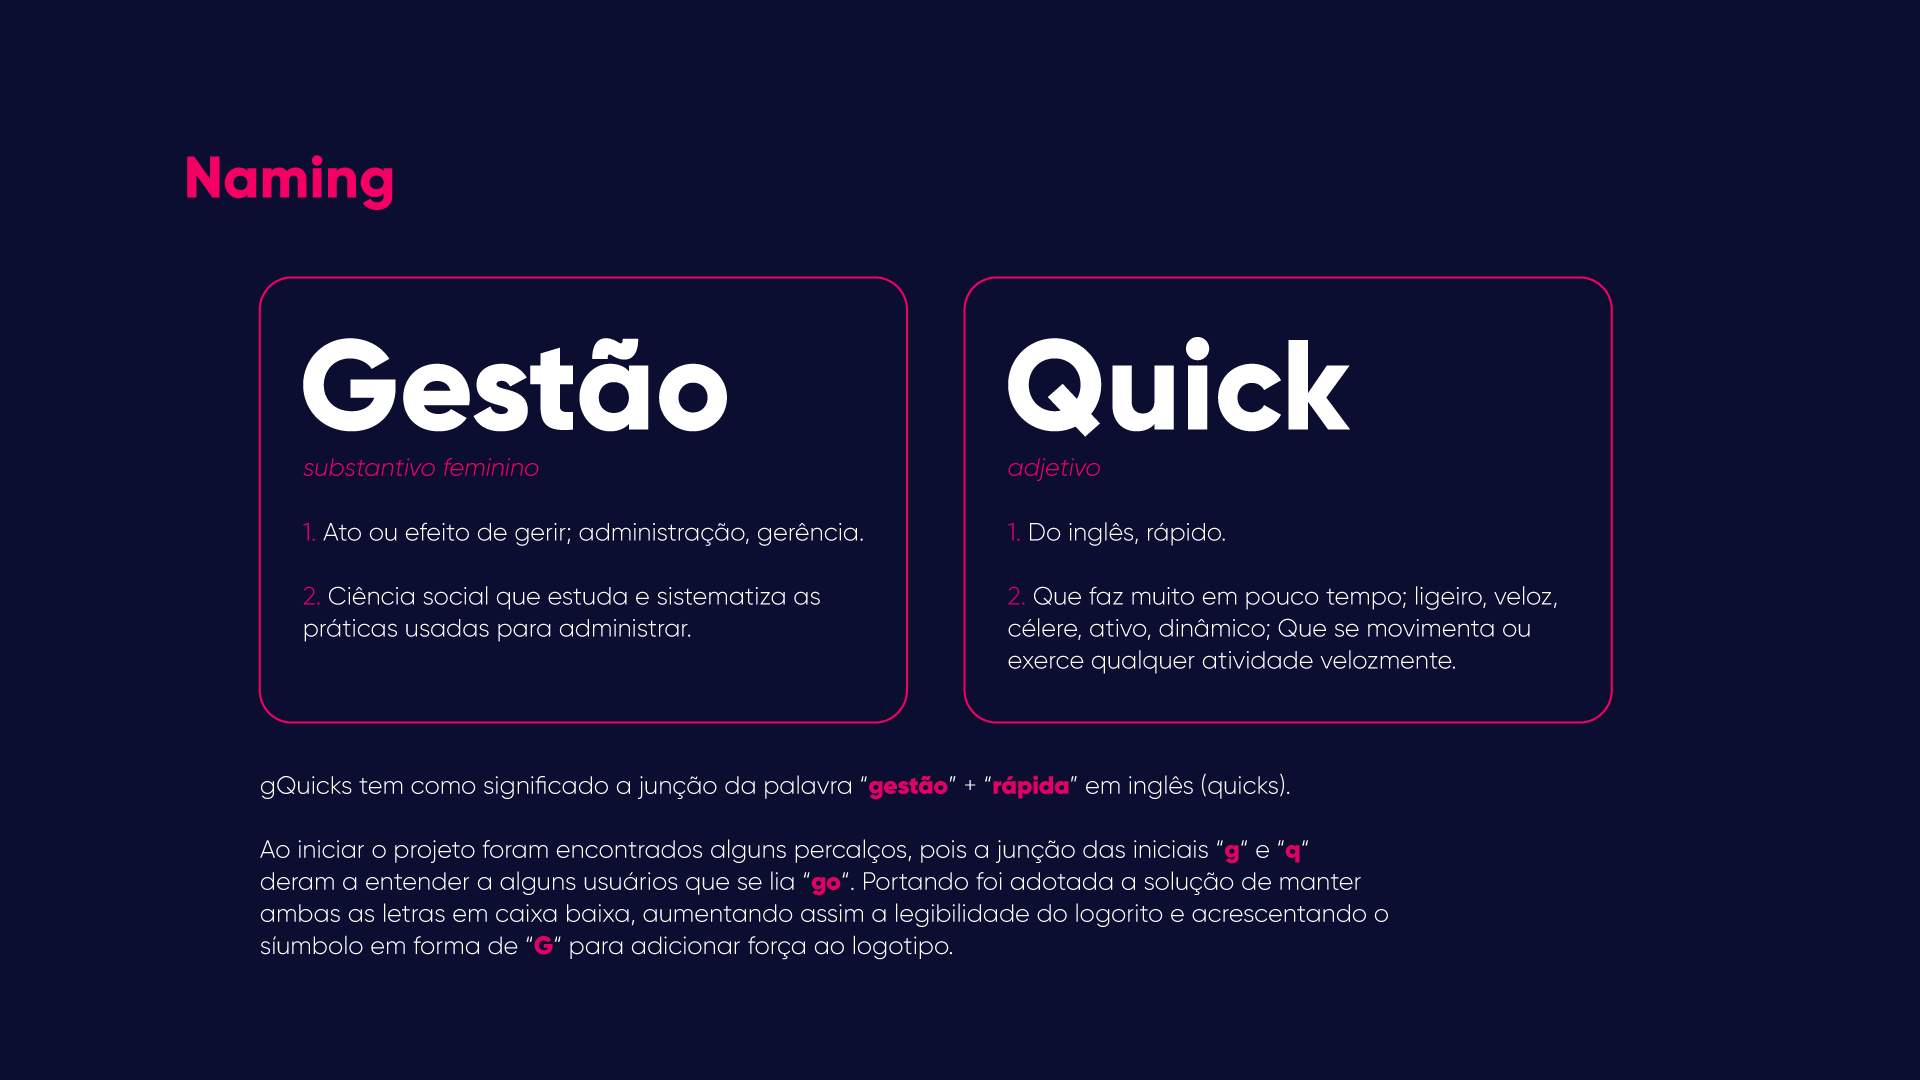 Naming
Gestão
substantivo feminino
1. Ato ou efeito de gerir; administração, gerência.
2. Ciência social que estuda e sistematiza as
práticas usadas para administrar.
Quick
adjetivo
1. Do inglês, rápido.
2. Que faz muito em pouco tempo; ligeiro, veloz,
célere, ativo, dinâmico; Que se movimenta ou
exerce qualquer atividade velozmente.
gQuicks tem como significado a junção da palavra “gestão” + “rápida” em inglês (quicks).
Ao iniciar o projeto foram encontrados alguns percalços, pois a junção das iniciais “g“ e “q“
deram a entender a alguns usuários que se lia “go“. Portando foi adotada a solução de manter
ambas as letras em caixa baixa, aumentando assim a legibilidade do logorito e acrescentando o
síumbolo em forma de “G“ para adicionar força ao logotipo.